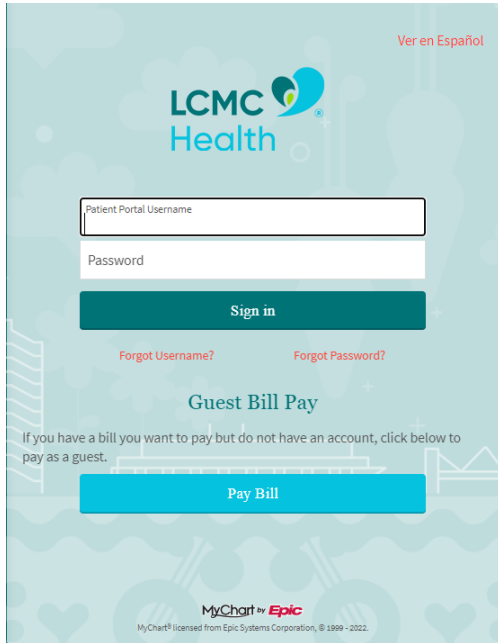 Ver en Español
LCMC
Health
®
Patient Portal Username
Password
Sign in
Forgot Username?
Forgot Password?
Guest Bill Pay
If you have a bill you want to pay but do not have an account, click below to
pay as a guest.
Pay Bill
MyChart by Epic
MyChart® licensed from Epic Systems Corporation, © 1999 - 2022.